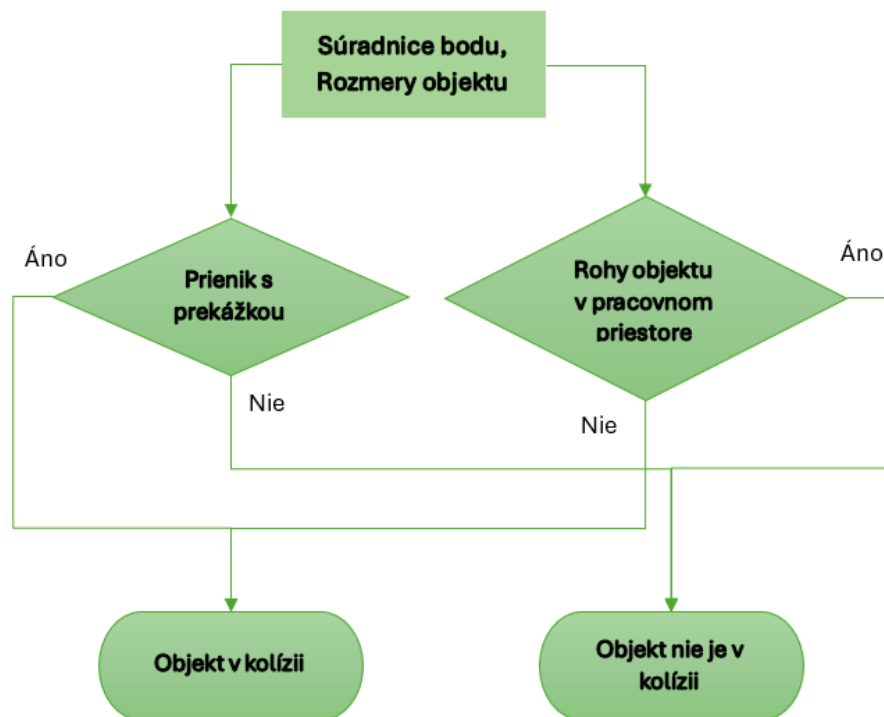 Súradnice bodu,
Rozmery objektu
Áno
Prienik s
prekážkou
Nie
Rohy objektu
v pracovnom
priestore
Áno
Nie
Objekt v kolízii
Objekt nie je v
kolízii